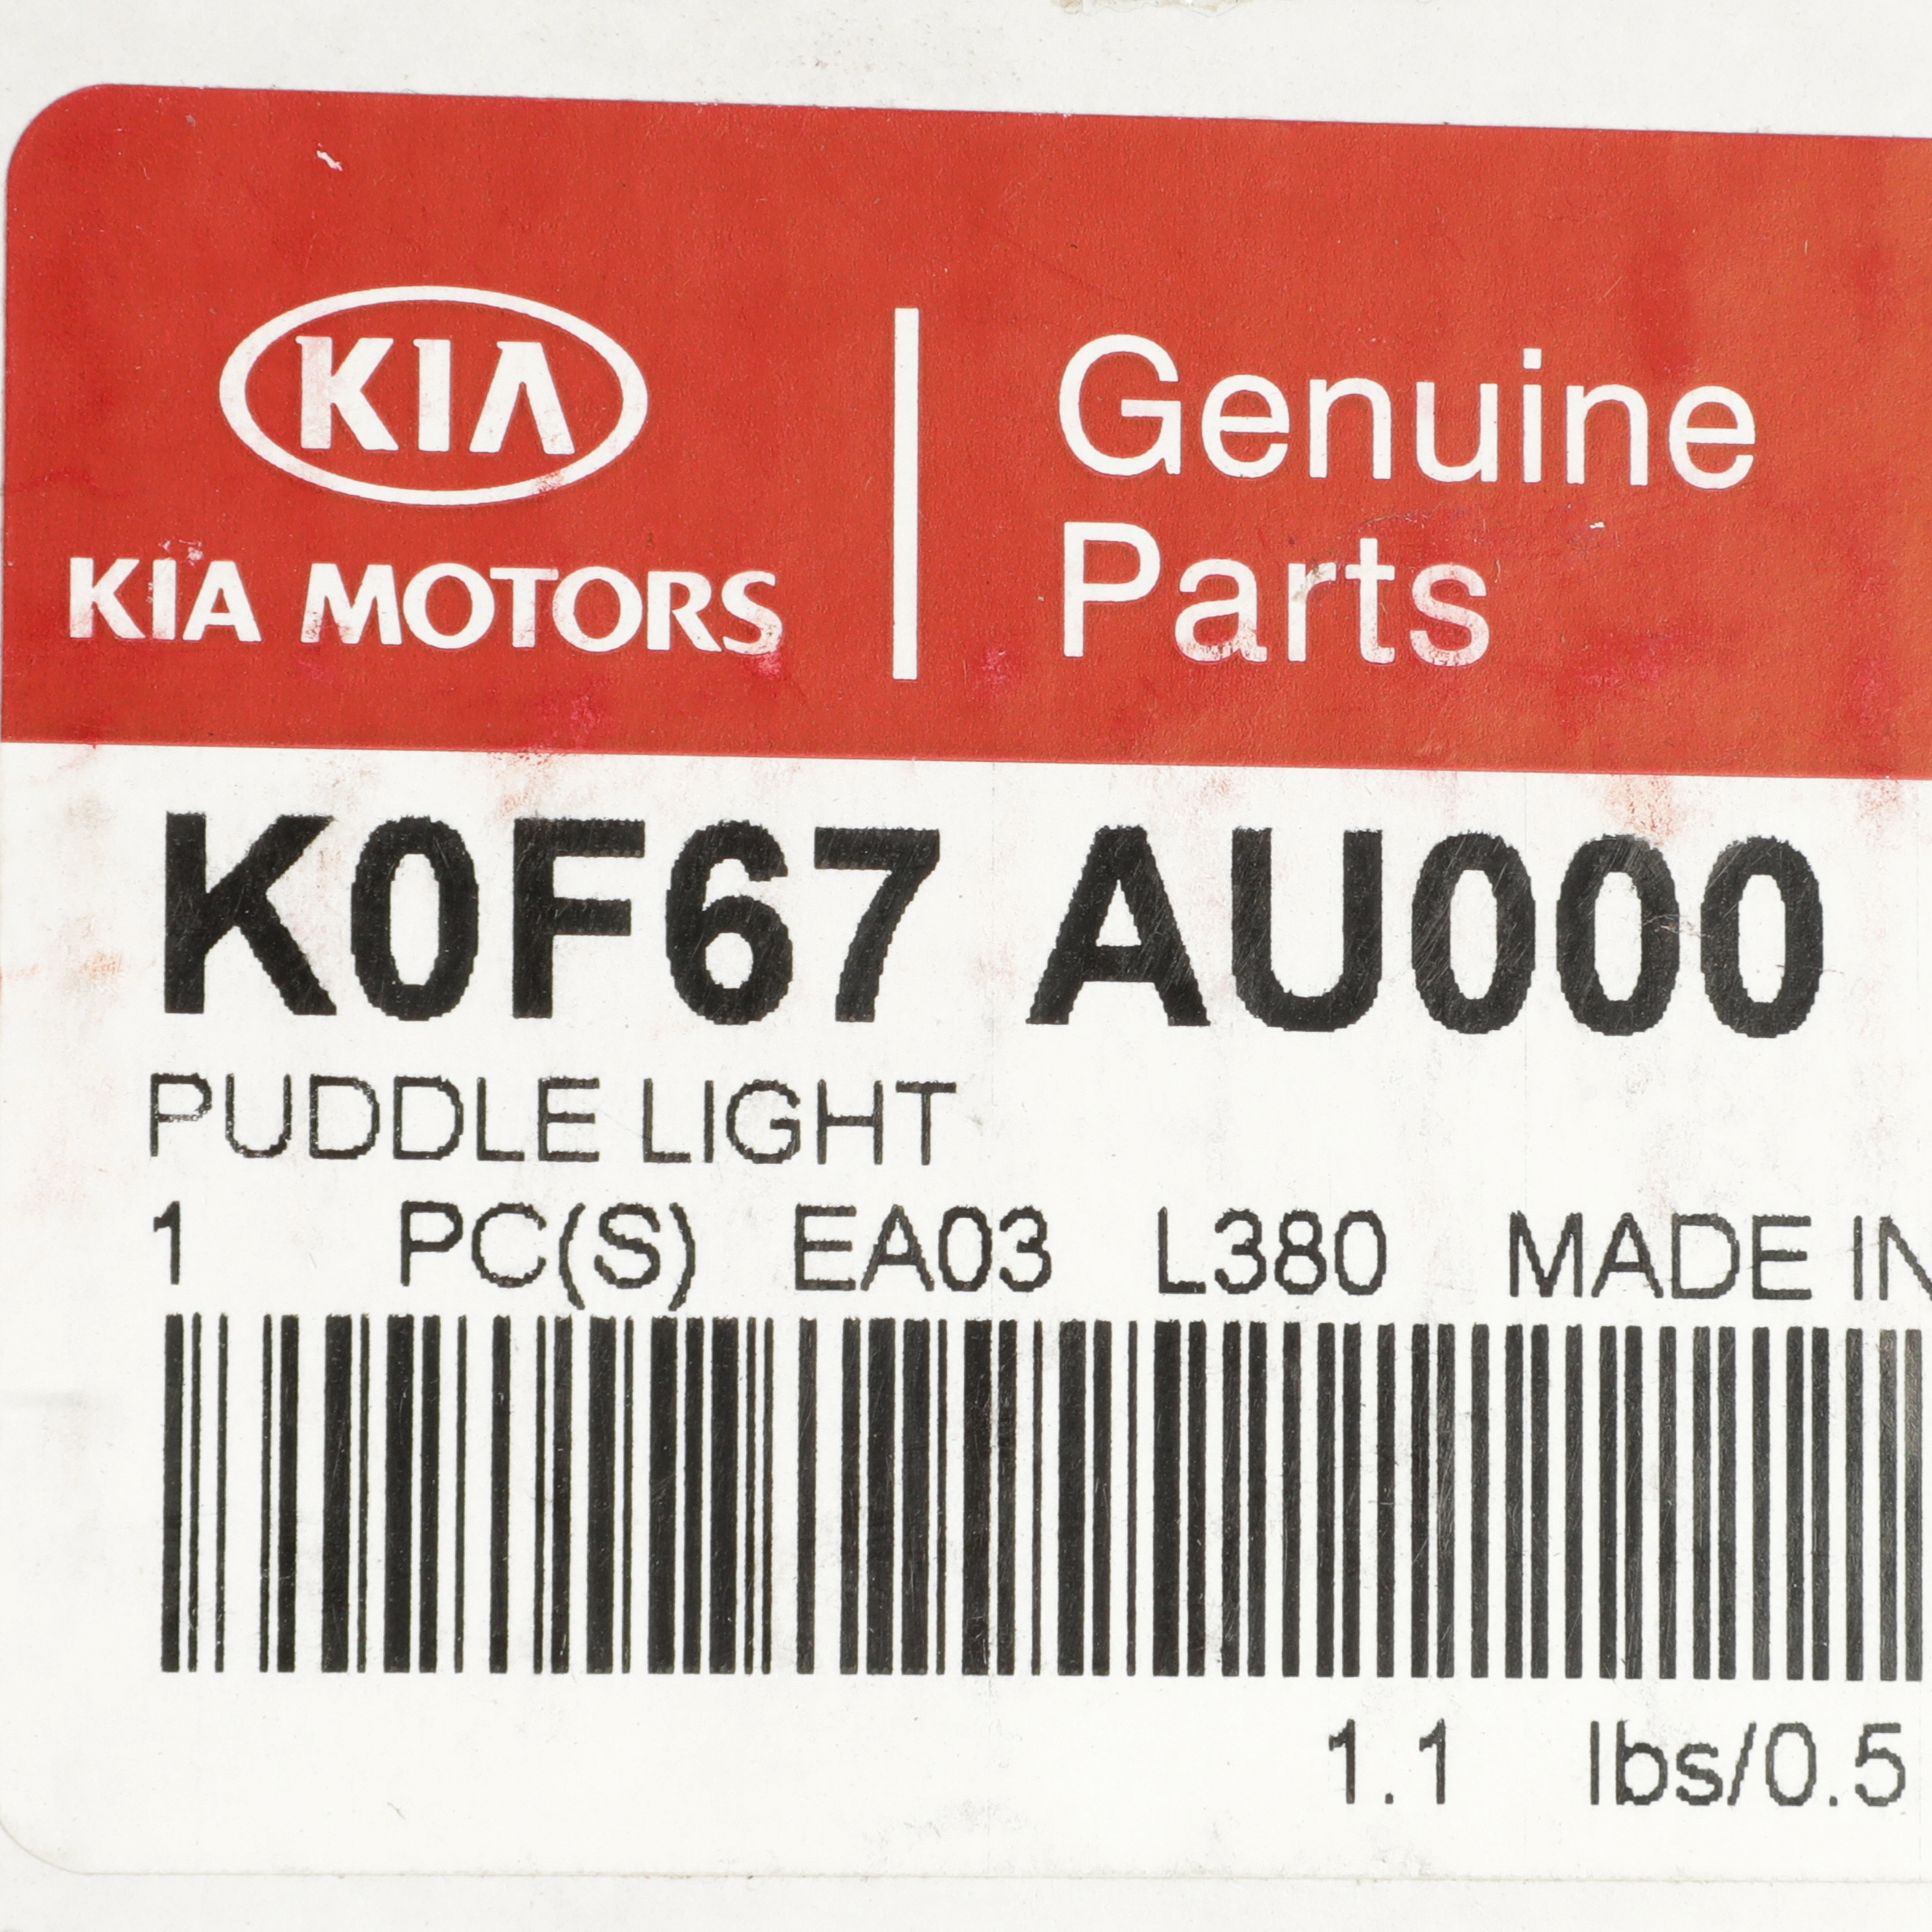 KIA
KIA MOTORS
Genuine
Parts
K0F67 AU000
PUDDLE LIGHT
1 PC(S) EA03 L380 MADE IN
1.1 lbs/0.5